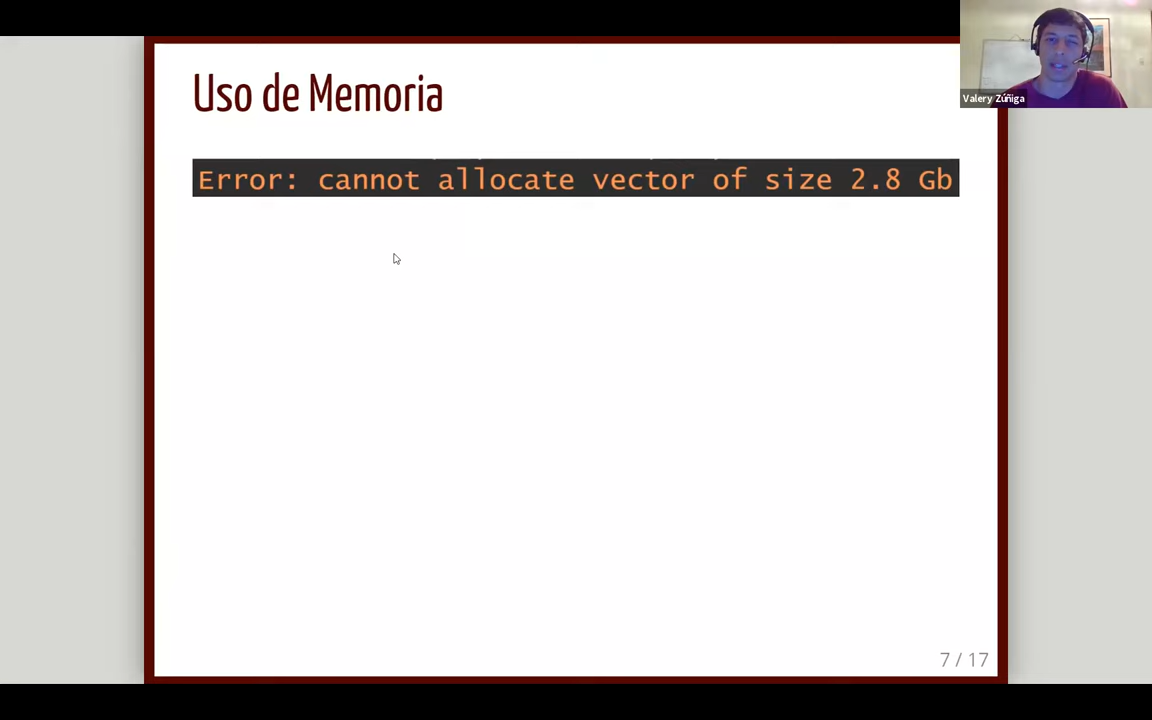 Uso de Memoria
Valery Zúñiga
Error: cannot allocate vector of size 2.8 Gb
7 / 17